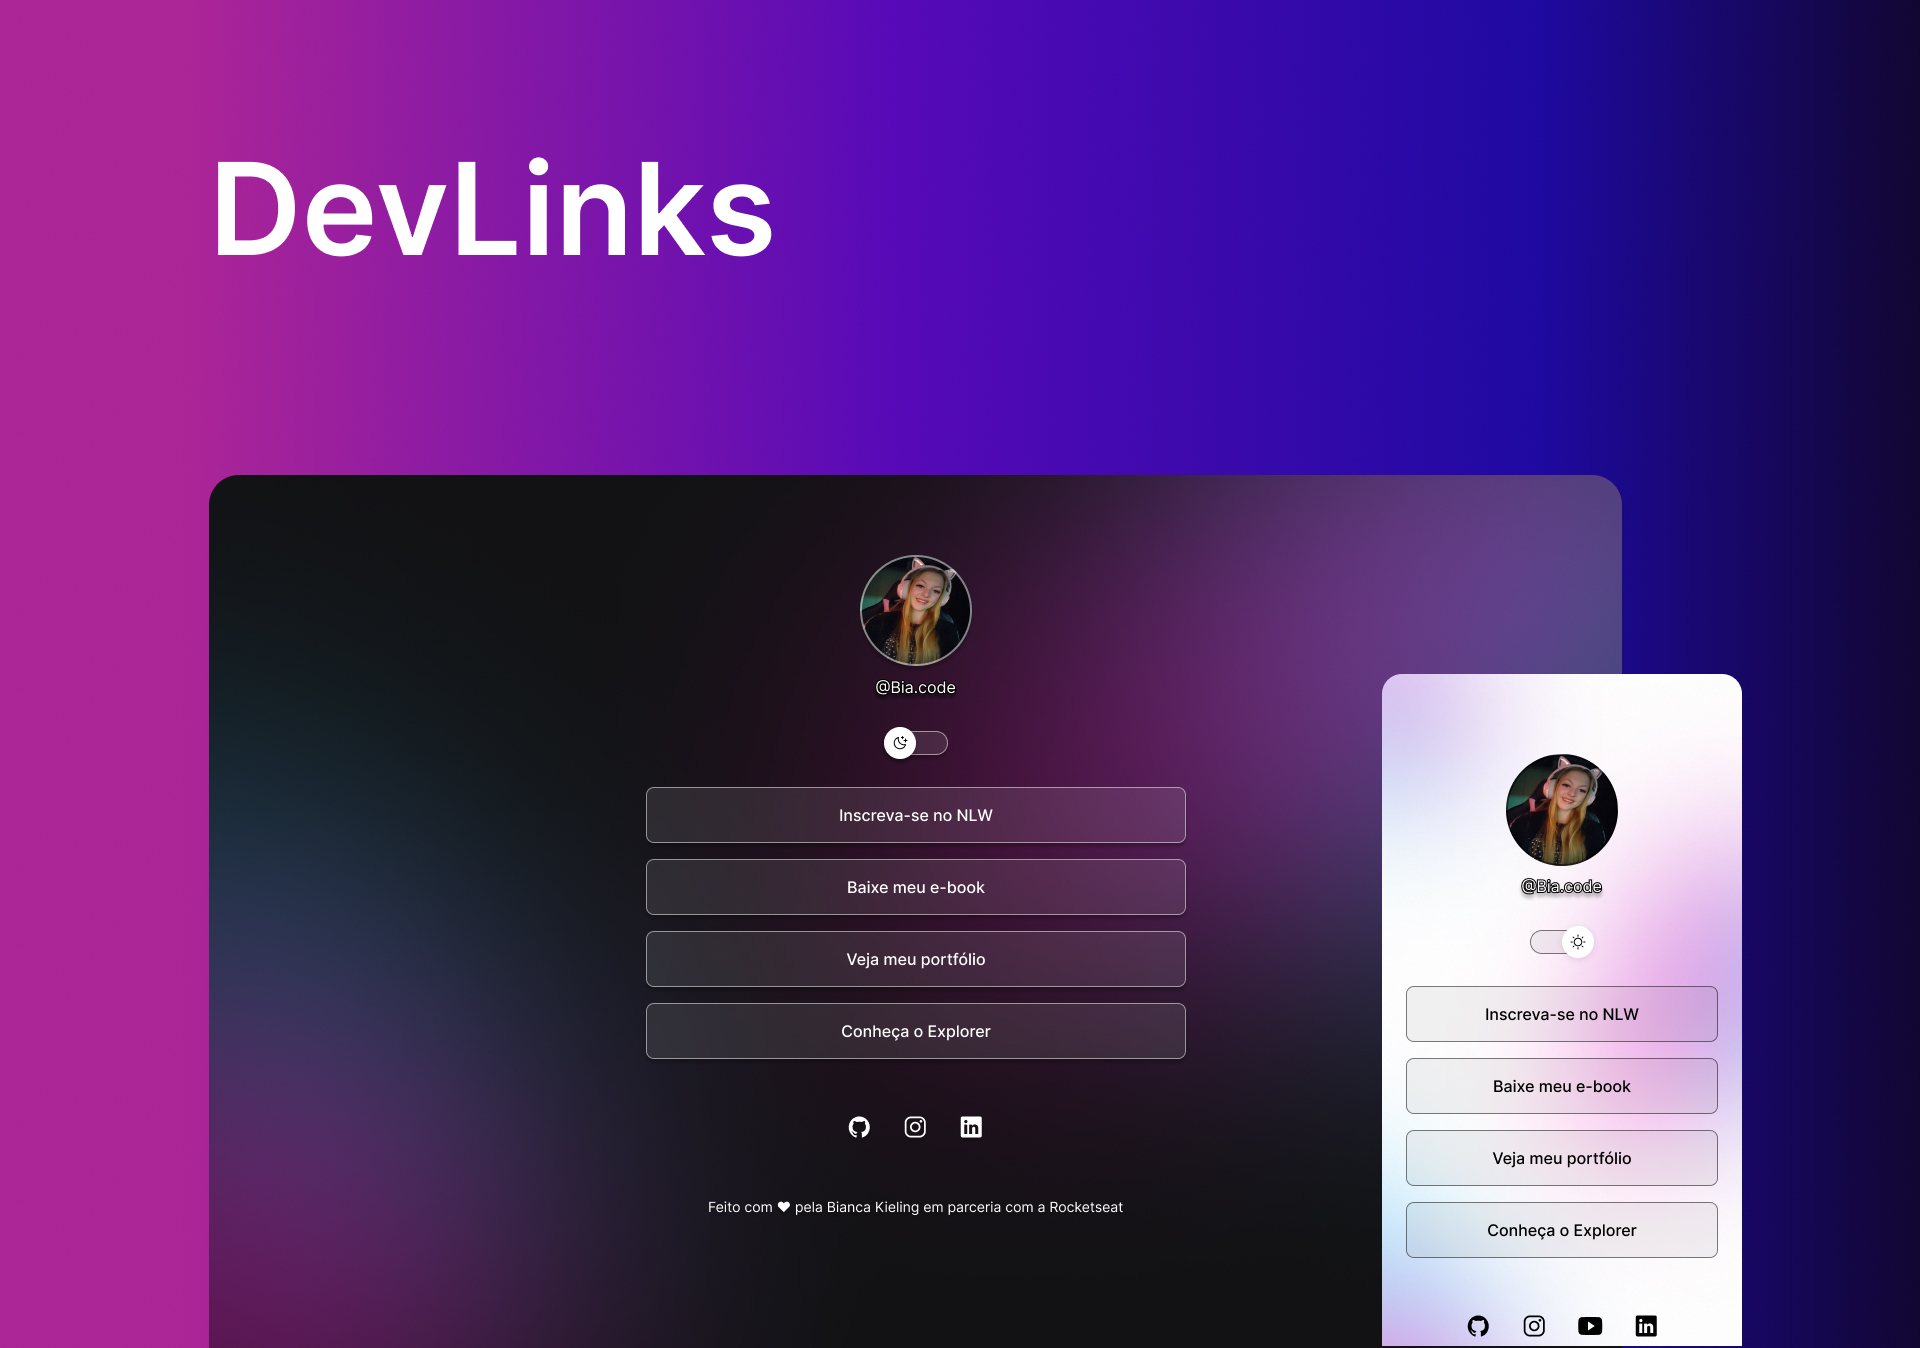 DevLinks
@Bia.code
Inscreva-se no NLW
Baixe meu e-book
Veja meu portfólio
Conheça o Explorer
Feito com ♥ pela Bianca Kieling em parceria com a Rocketseat
@Bia.code
Inscreva-se no NLW
Baixe meu e-book
Veja meu portfólio
Conheça o Explorer